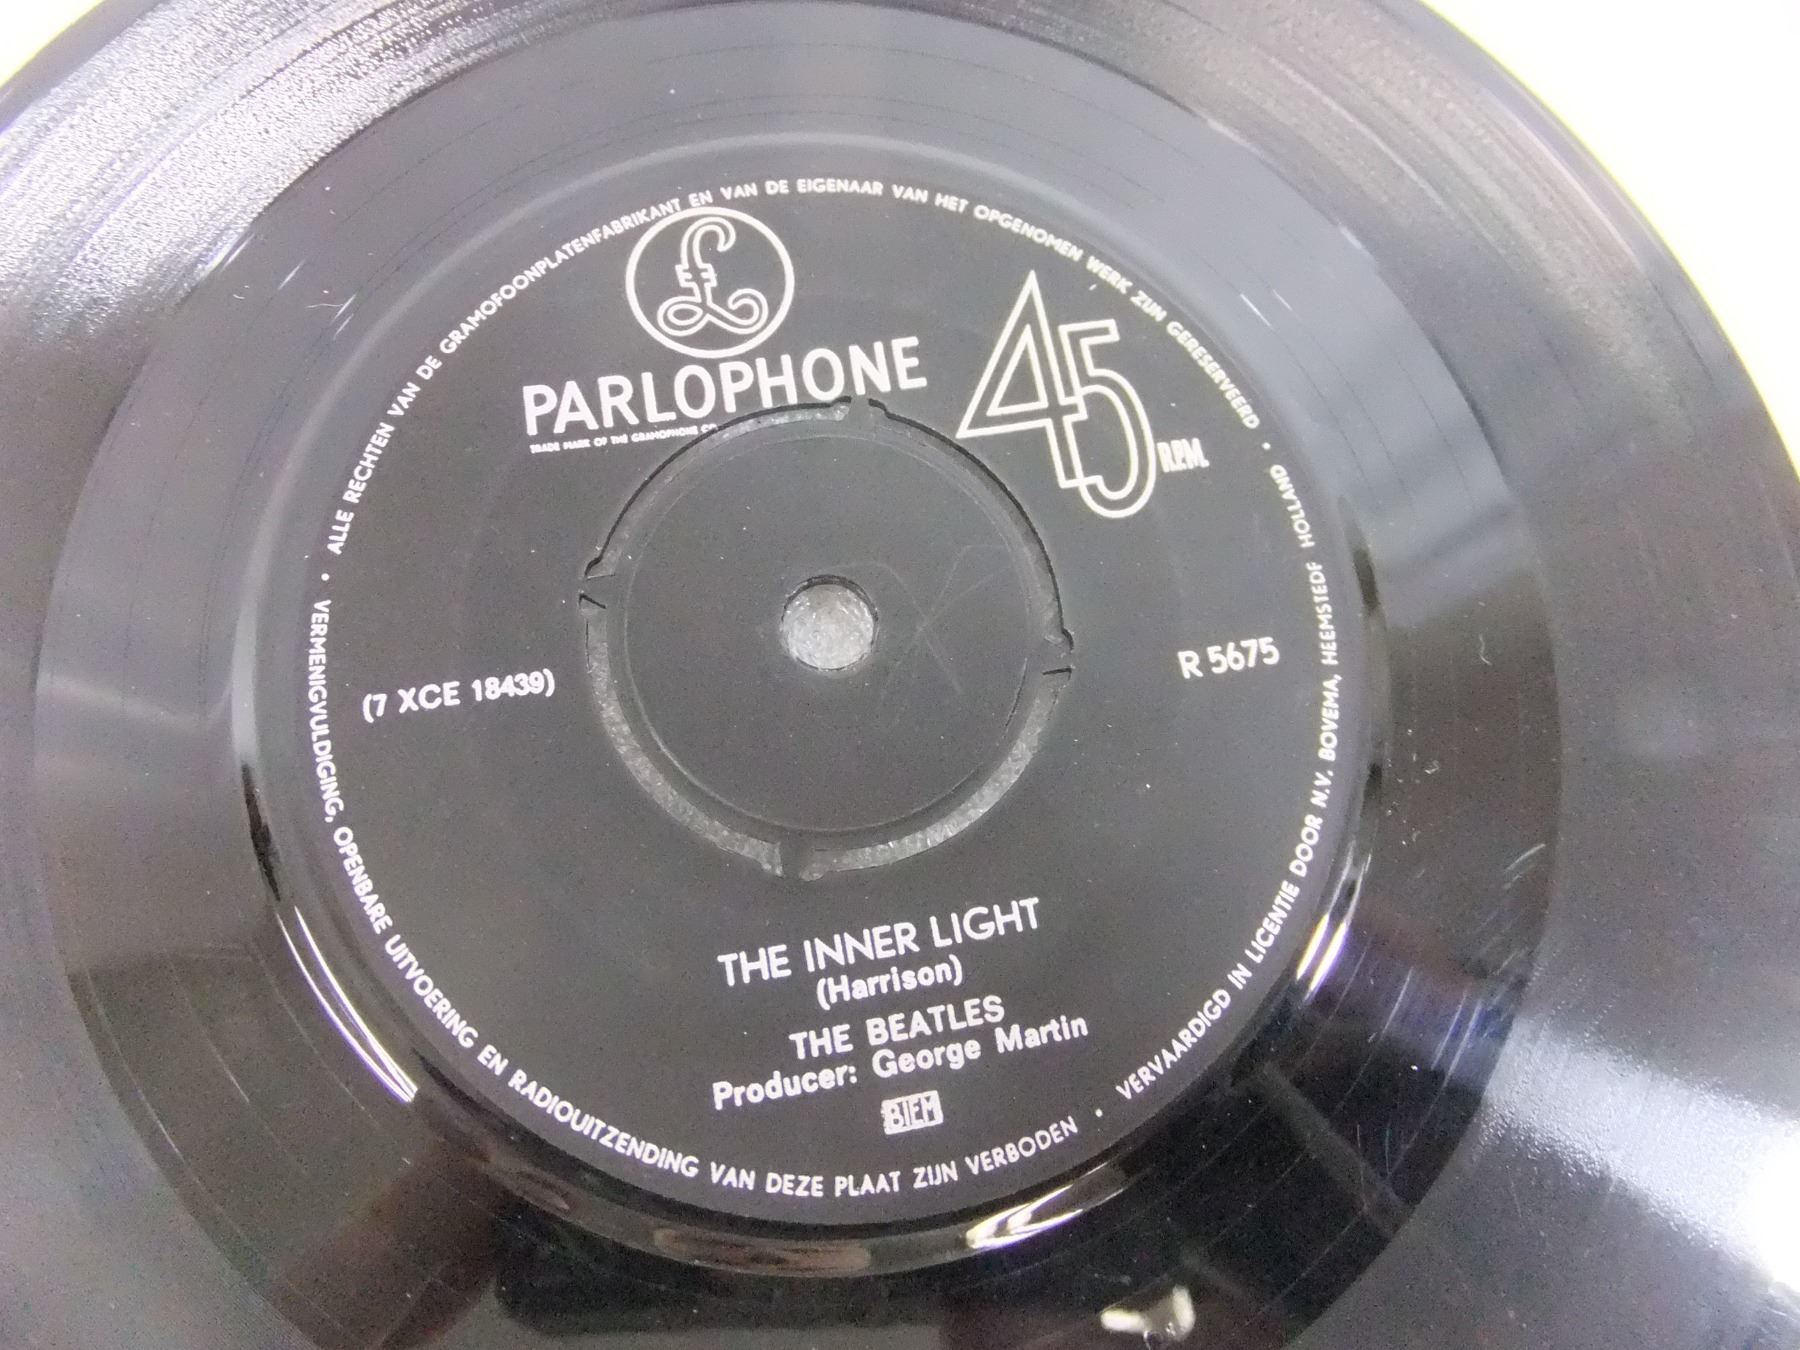 • ALLE RECHTEN VAN DE GRAMOFOONPLATENFABRIKANT EN VAN DE EIGENAAR VAN HET OPGENOMEN WERK ZIJN GERESERVEERD •
£
PARLOPHONE
TRADE MARK OF THE GRAMOPHONE CO
45
R.P.M.
(7 XCE 18439)
R 5675
THE INNER LIGHT
(Harrison)
THE BEATLES
Producer: George Martin
BIEM
VERMENIGVULDIGING, OPENBARE UITVOERING EN RADIOUITZENDING VAN DEZE PLAAT ZIJN VERBODEN •
VERVAARDIGD IN LICENTIE DOOR N.V. BOVEMA, HEEMSTEDE HOLLAND